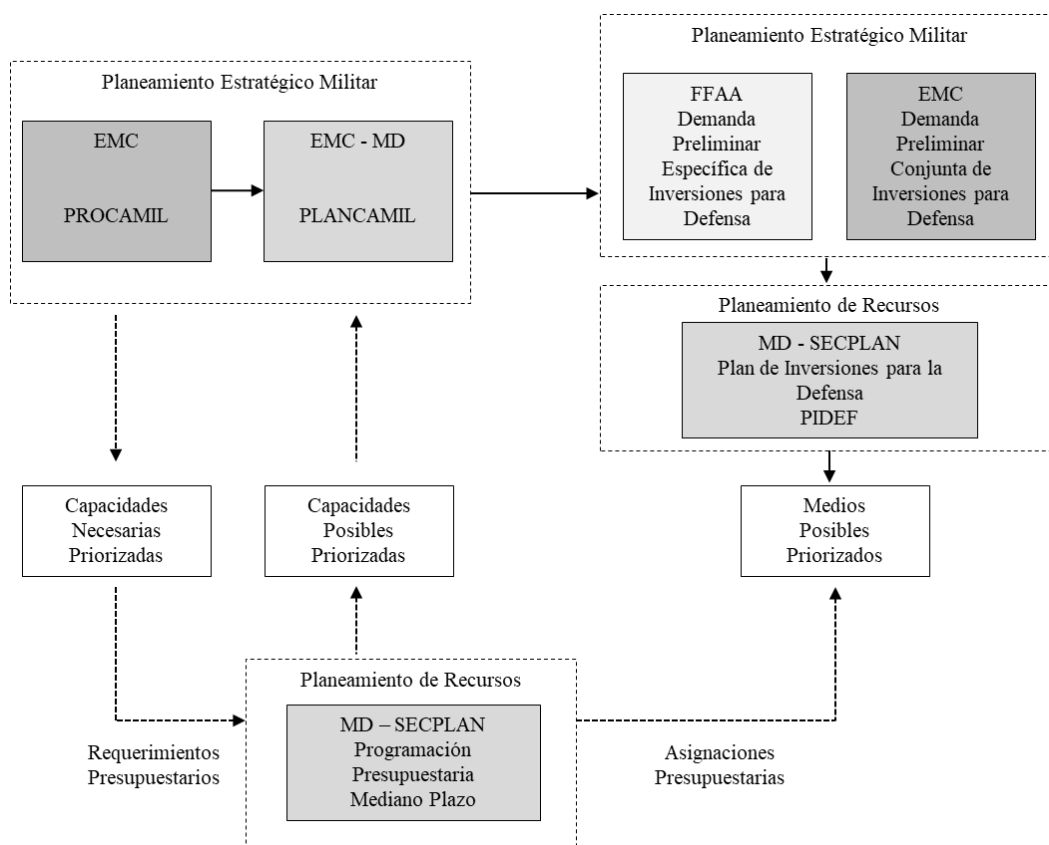 Planeamiento Estratégico Militar
EMC
PROCAMIL
EMC - MD
PLANCAMIL
Planeamiento Estratégico Militar
FFAA
Demanda
Preliminar
Específica de
Inversiones para
Defensa
EMC
Demanda
Preliminar
Conjunta de
Inversiones para
Defensa
Planeamiento de Recursos
MD - SECPLAN
Plan de Inversiones para la
Defensa
PIDEF
Capacidades
Necesarias
Priorizadas
Capacidades
Posibles
Priorizadas
Medios
Posibles
Priorizados
Planeamiento de Recursos
MD – SECPLAN
Programación
Presupuestaria
Mediano Plazo
Requerimientos
Presupuestarios
Asignaciones
Presupuestarias